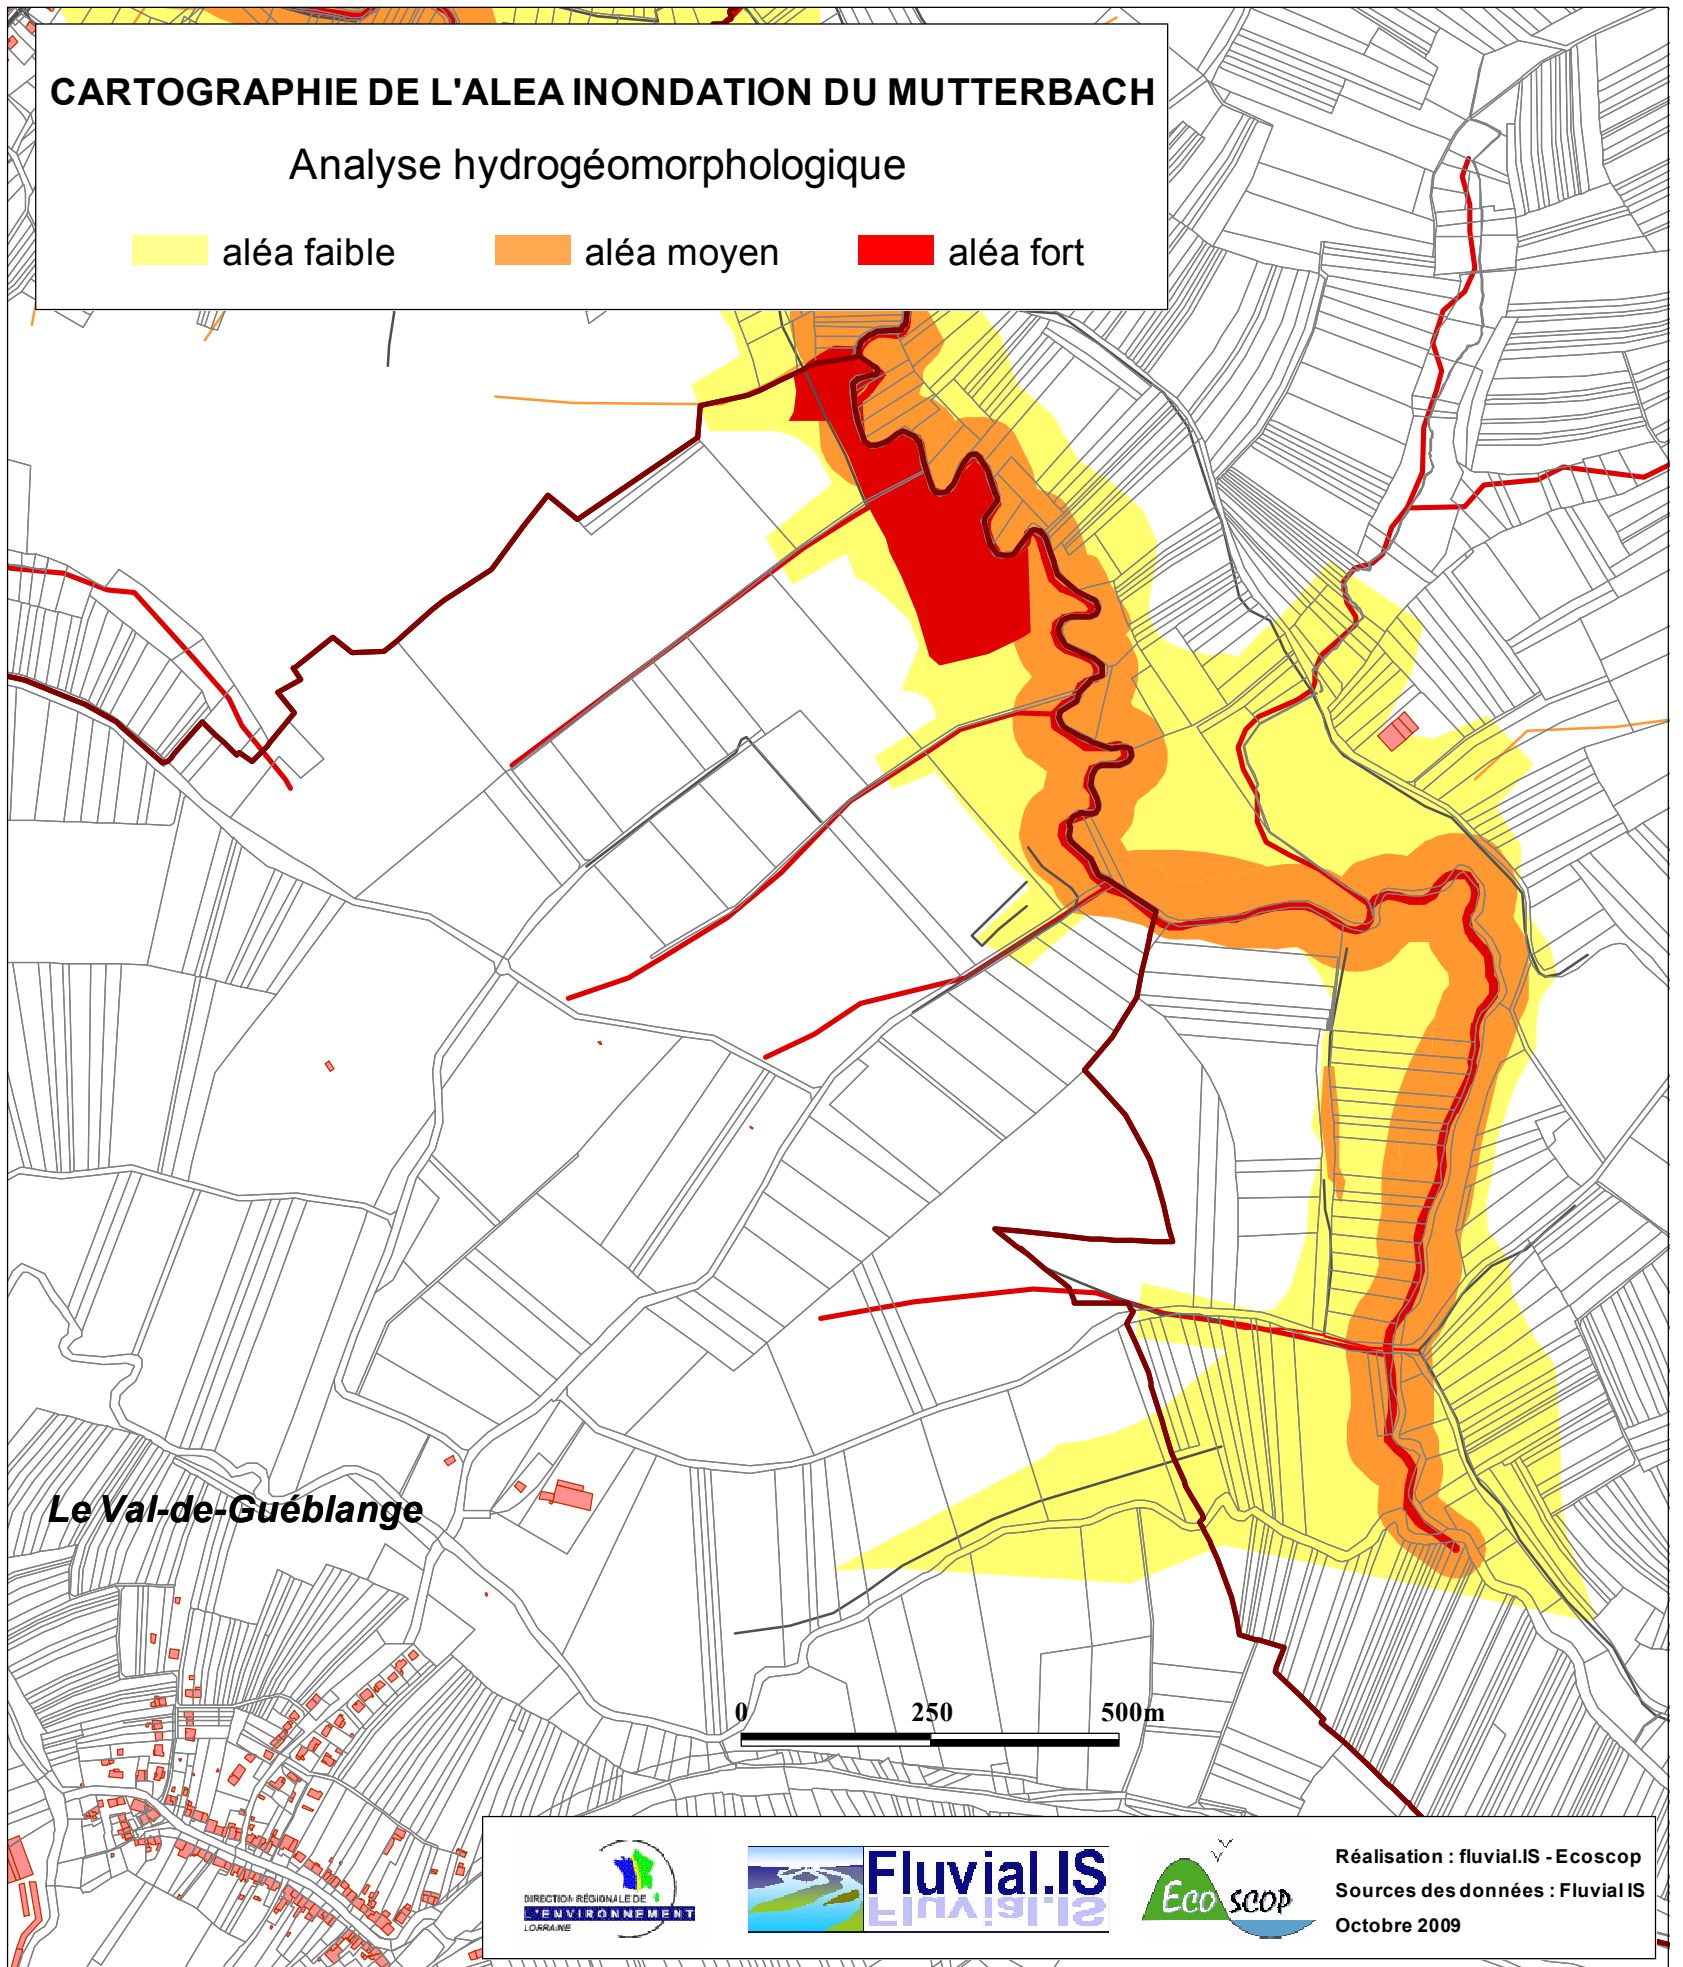 CARTOGRAPHIE DE L'ALEA INONDATION DU MUTTERBACH
Analyse hydrogéomorphologique
aléa faible
aléa moyen
aléa fort
Le Val-de-Guéblange
0 250 500m
DIRECTION RÉGIONALE DE
L'ENVIRONNEMENT
LORRAINE
Fluvial.IS
ECO SCOP
Réalisation : fluvial.IS - Ecoscop
Sources des données : Fluvial IS
Octobre 2009